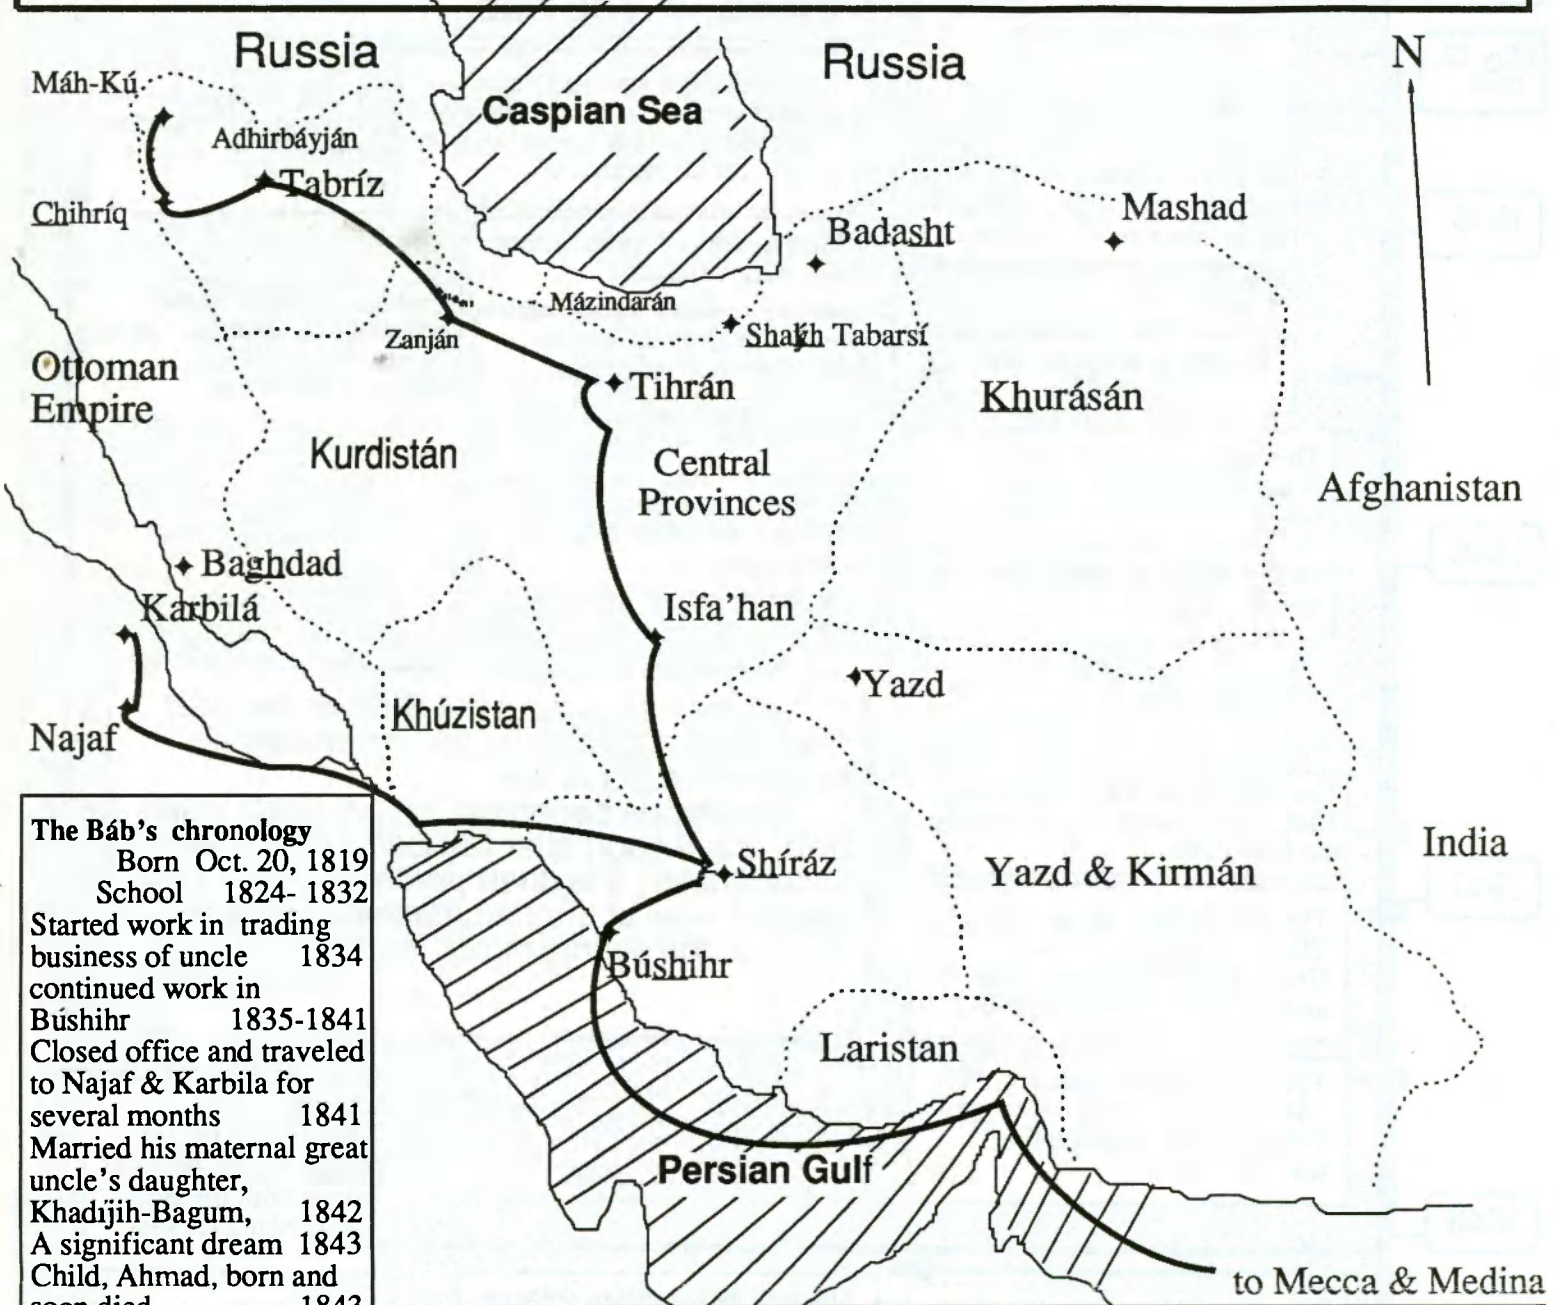 Russia
Russia
N
Máh-Kú
Caspian Sea
Adhirbáyján
Tabríz
Chihríq
Mashad
Badasht
Mázindarán
Zanján
Shaykh Tabarsí
Ottoman
Empire
Tihrán
Khurásán
Kurdistán
Central
Provinces
Afghanistan
Baghdad
Karbilá
Isfa'han
Yazd
Khúzistan
Najaf
The Báb's chronology
Born Oct. 20, 1819
School 1824- 1832
Started work in trading
business of uncle 1834
continued work in
Búshihr 1835-1841
Closed office and traveled
to Najaf & Karbila for
several months 1841
Married his maternal great
uncle's daughter,
Khadíjih-Bagum, 1842
A significant dream 1843
Child, Ahmad, born and
soon died 1843
Shíráz
Yazd & Kirmán
India
Búshihr
Laristan
Persian Gulf
to Mecca & Medina